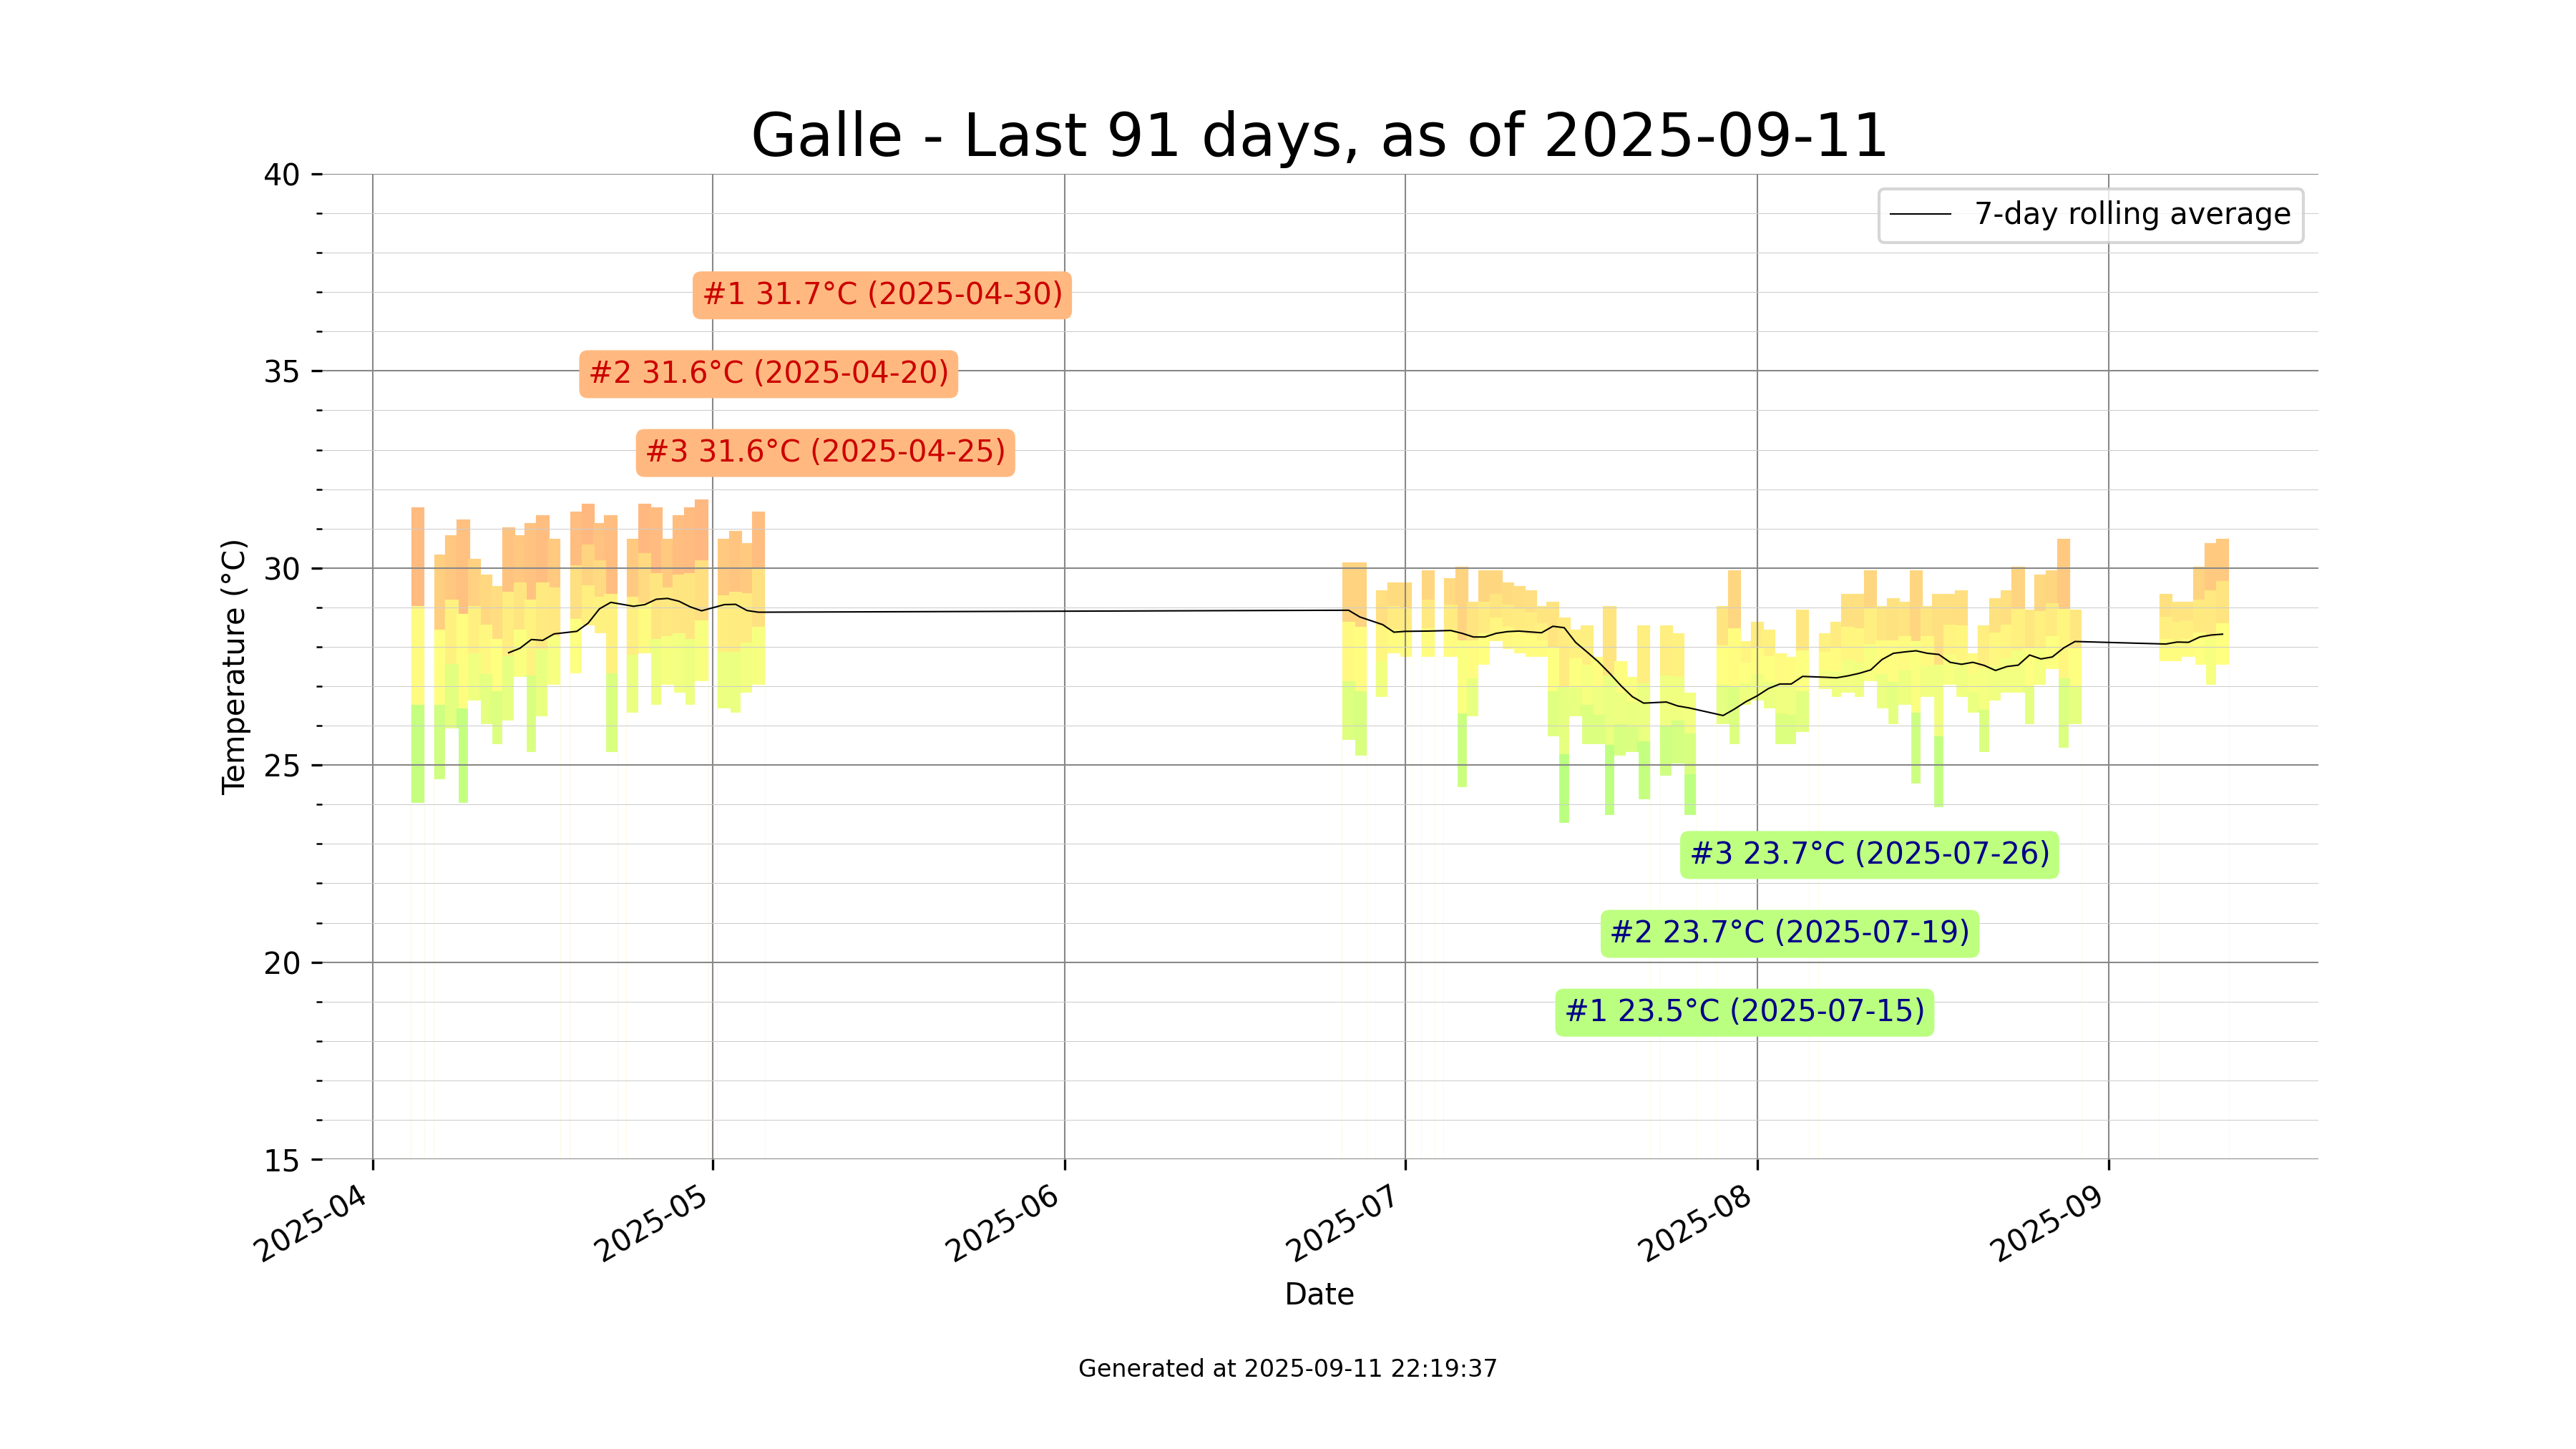 Galle - Last 91 days, as of 2025-09-11
40
35
30
25
20
15
Temperature (°C)
7-day rolling average
#1 31.7°C (2025-04-30)
#2 31.6°C (2025-04-20)
#3 31.6°C (2025-04-25)
#3 23.7°C (2025-07-26)
#2 23.7°C (2025-07-19)
#1 23.5°C (2025-07-15)
2025-04
2025-05
2025-06
2025-07
2025-08
2025-09
Date
Generated at 2025-09-11 22:19:37